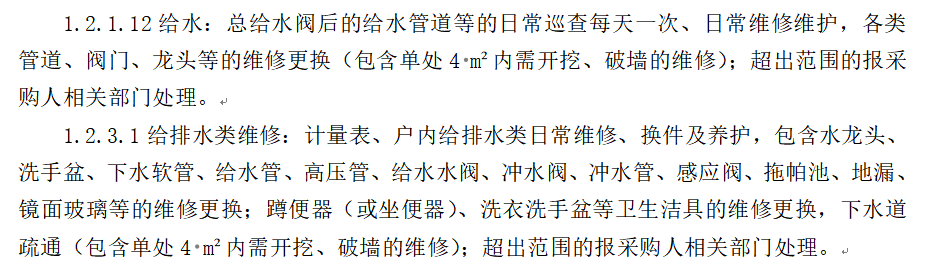 1.2.1.12 给水：总给水阀后的给水管道等的日常巡查每天一次、日常维修维护，各类
管道、阀门、龙头等的维修更换（包含单处 4 m² 内需开挖、破墙的维修）；超出范围的报采
购人相关部门处理。
1.2.3.1 给排水类维修：计量表、户内给排水类日常维修、换件及养护，包含水龙头、
洗手盆、下水软管、给水管、高压管、给水水阀、冲水阀、冲水管、感应阀、拖帕池、地漏、
镜面玻璃等的维修更换；蹲便器（或坐便器）、洗衣洗手盆等卫生洁具的维修更换，下水道
疏通（包含单处 4 m² 内需开挖、破墙的维修）；超出范围的报采购人相关部门处理。